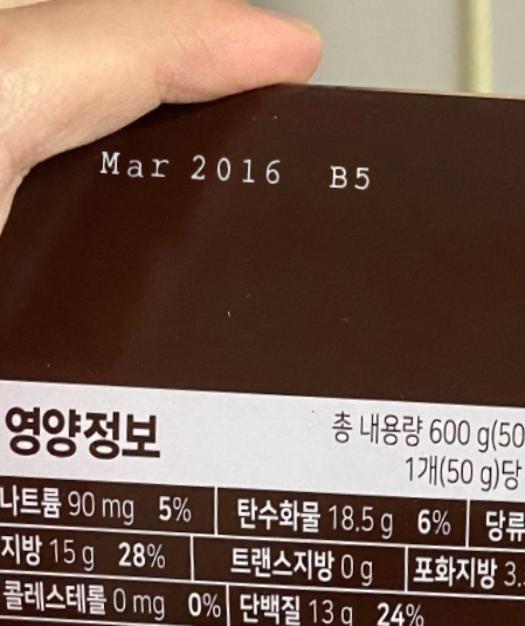 Mar 2016 B5
영양정보
총 내용량 600 g(50
1개(50 g)당
나트륨 90 mg 5% 탄수화물 18.5 g 6% 당류
지방 15 g 28% 트랜스지방 0 g 포화지방 3.
콜레스테롤 0 mg 0% 단백질 13 g 24%